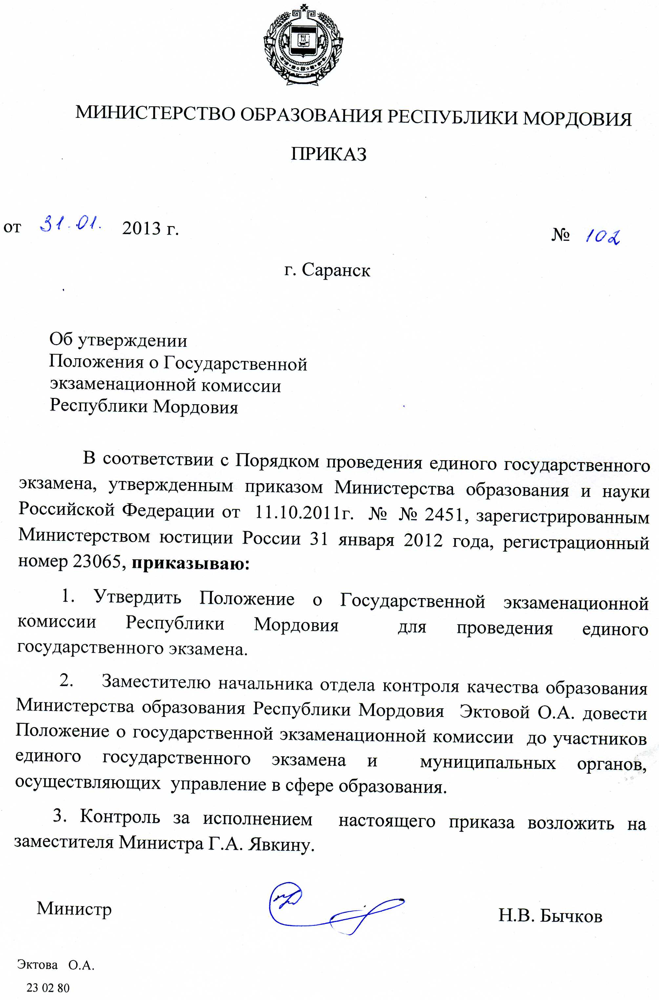 МИНИСТЕРСТВО ОБРАЗОВАНИЯ РЕСПУБЛИКИ МОРДОВИЯ
ПРИКАЗ
от 31.01. 2013 г. № 102
г. Саранск
Об утверждении
Положения о Государственной
экзаменационной комиссии
Республики Мордовия
В соответствии с Порядком проведения единого государственного
экзамена, утвержденным приказом Министерства образования и науки
Российской Федерации от 11.10.2011г. № № 2451, зарегистрированным
Министерством юстиции России 31 января 2012 года, регистрационный
номер 23065, приказываю:
1. Утвердить Положение о Государственной экзаменационной
комиссии Республики Мордовия для проведения единого
государственного экзамена.
2. Заместителю начальника отдела контроля качества образования
Министерства образования Республики Мордовия Эктовой О.А. довести
Положение о государственной экзаменационной комиссии до участников
единого государственного экзамена и муниципальных органов,
осуществляющих управление в сфере образования.
3. Контроль за исполнением настоящего приказа возложить на
заместителя Министра Г.А. Явкину.
Министр Н.В. Бычков
Эктова О.А.
23 02 80